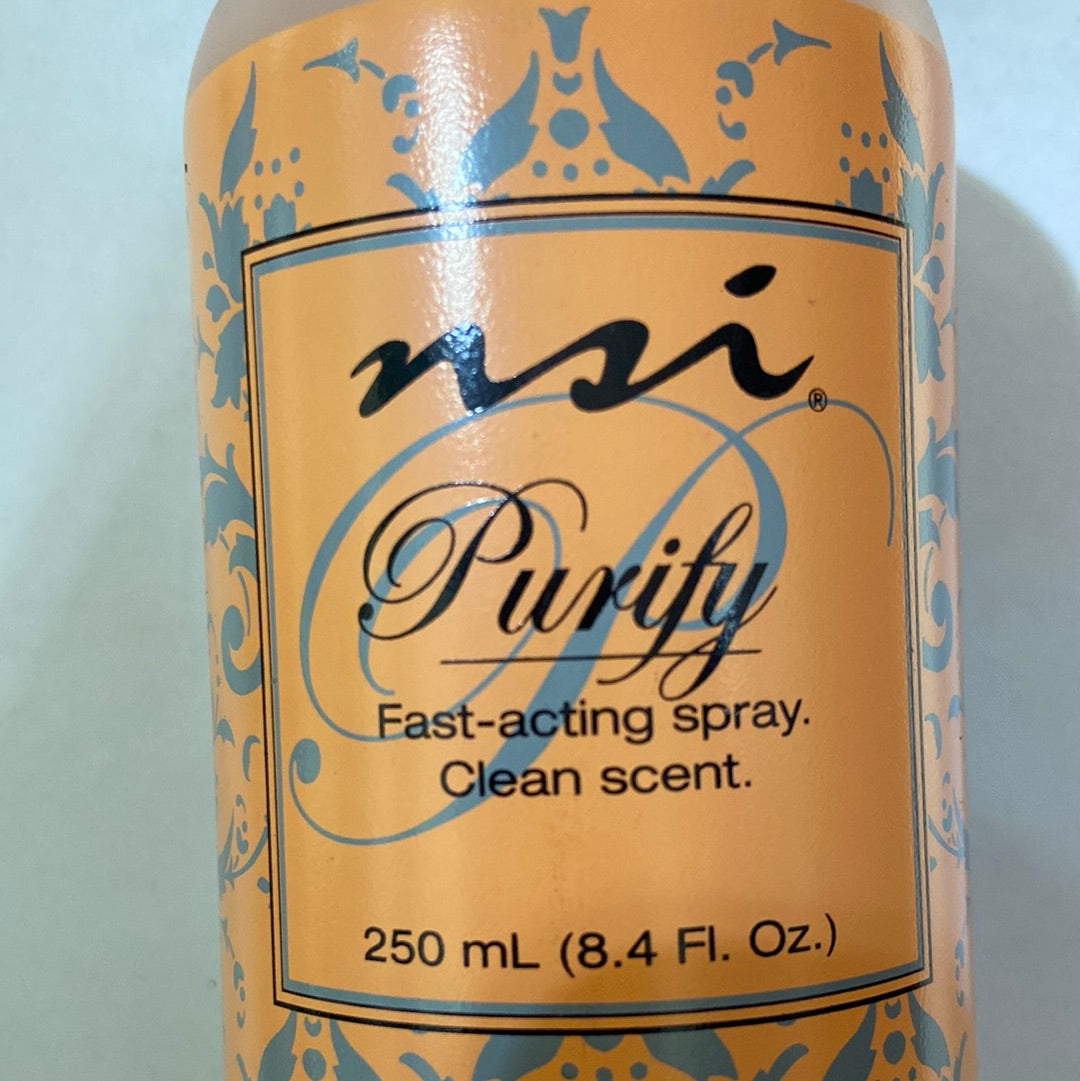 nsi®
Purify
Fast-acting spray.
Clean scent.
250 mL (8.4 Fl. Oz.)